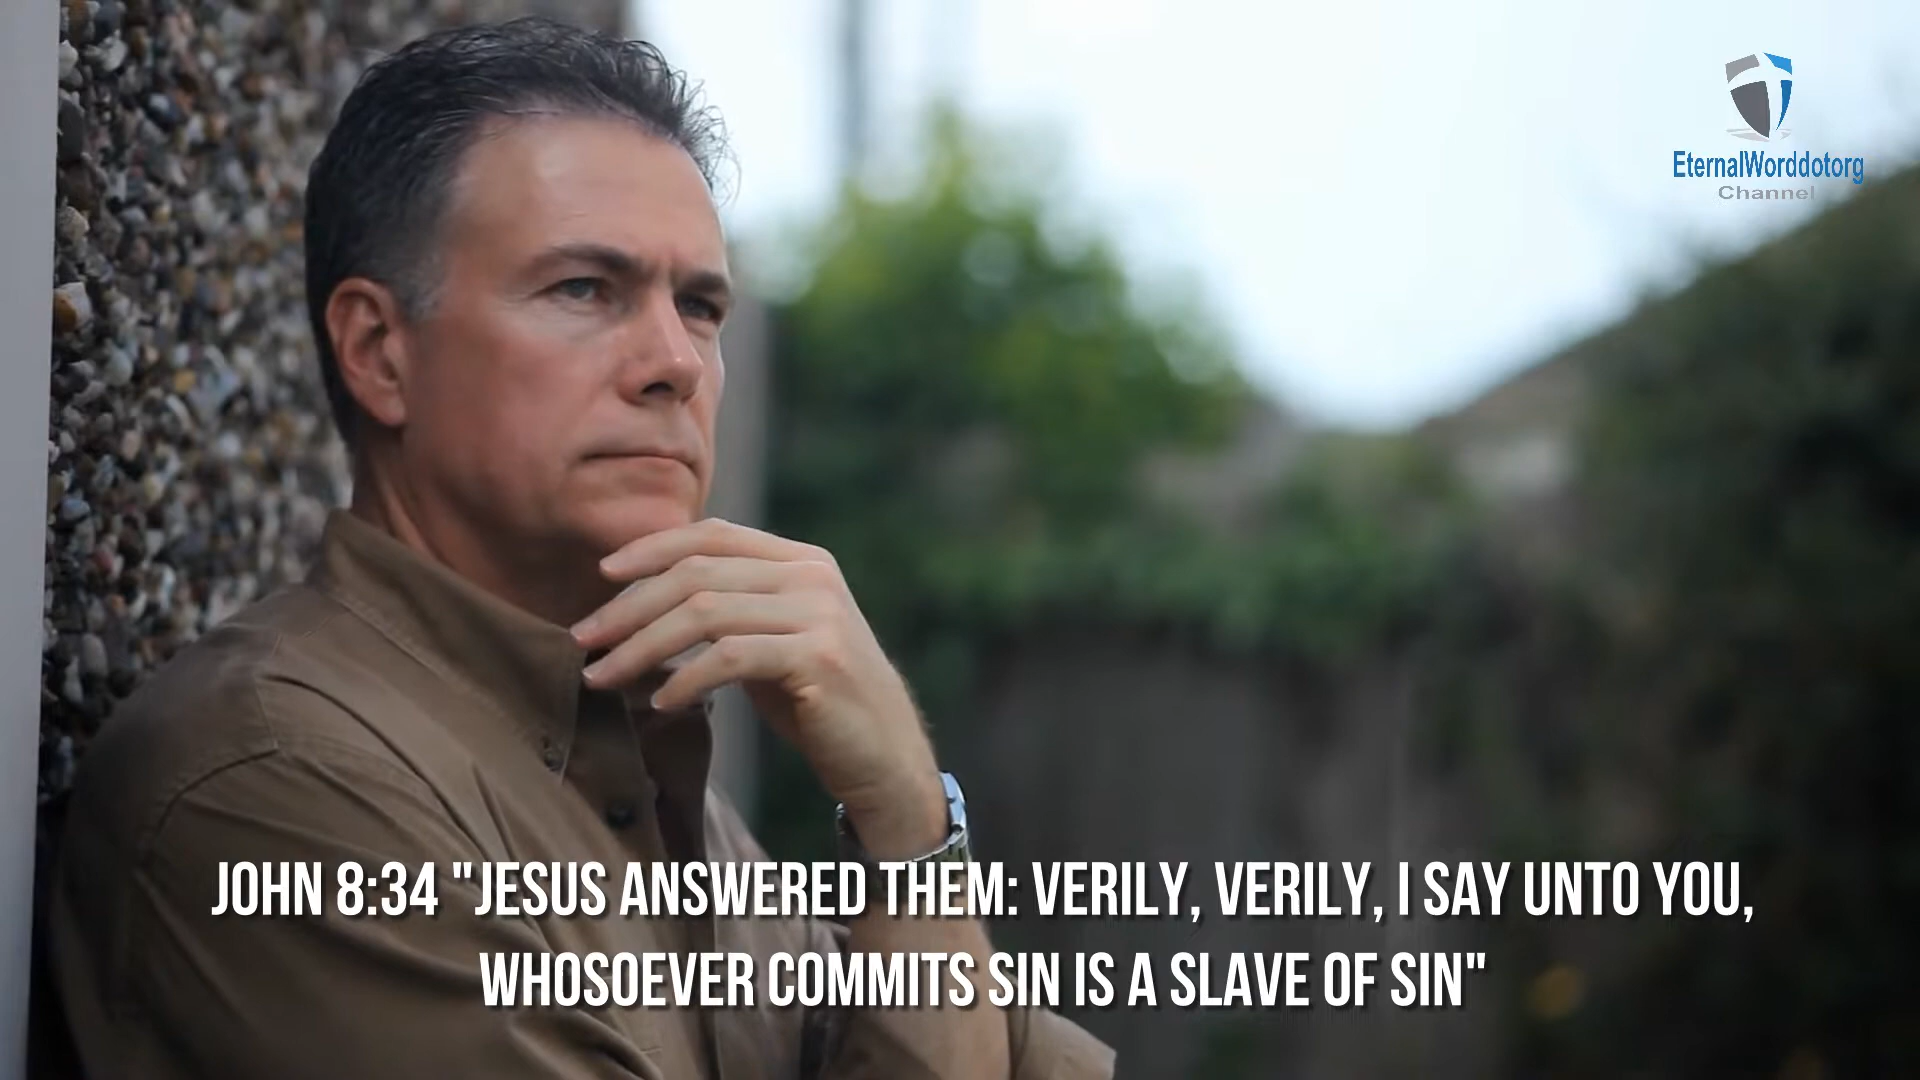 EternalWorddotorg
Channel
JOHN 8:34 "JESUS ANSWERED THEM: VERILY, VERILY, I SAY UNTO YOU,
WHOSOEVER COMMITS SIN IS A SLAVE OF SIN"